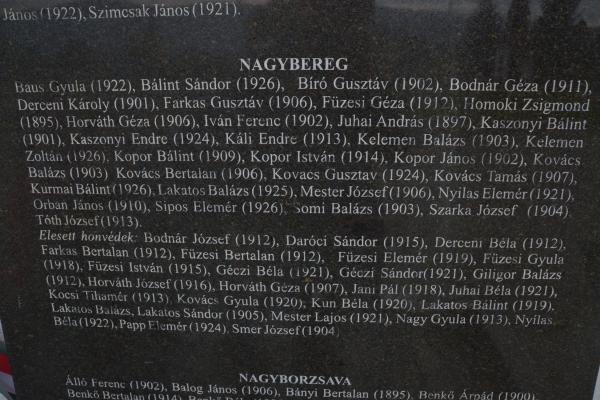 János (1922), Szimcsak János (1921).
NAGYBEREG
Baus Gyula (1922), Bálint Sándor (1926), Bíró Gusztáv (1902), Bodnár Géza (1911),
Derceni Károly (1901), Farkas Gusztáv (1906), Füzesi Géza (1912), Homoki Zsigmond
(1895), Horváth Géza (1906), Iván Ferenc (1902), Juhai András (1897), Kaszonyi Bálint
(1901), Kaszonyi Endre (1924), Káli Endre (1913), Kelemen Balázs (1903), Kelemen
Zoltán (1926), Kopor Bálint (1909), Kopor István (1914), Kopor János (1902), Kovács
Balázs (1903) Kovács Bertalan (1906), Kovacs Gusztav (1924), Kovács Tamás (1907),
Kurmai Bálint (1926), Lakatos Balázs (1925), Mester József (1906), Nyilas Elemér (1921),
Orbán János (1910), Sipos Elemér (1926), Somi Balázs (1903), Szarka József (1904),
Tóth József (1913).
Elesett honvédek: Bodnár József (1912), Daróci Sándor (1915), Derceni Béla (1912),
Farkas Bertalan (1912), Füzesi Bertalan (1912), Füzesi Elemér (1919), Füzesi Gyula
(1918), Füzesi István (1915), Géczi Béla (1921), Géczi Sándor(1921), Giligor Balázs
(1912), Horváth József (1916), Horváth Géza (1907), Jani Pál (1918), Juhai Béla (1921),
Kocsi Tihamér (1913), Kovács Gyula (1920), Kun Béla (1920), Lakatos Bálint (1919),
Lakatos Balázs, Lakatos Sándor (1905), Mester Lajos (1921), Nagy Gyula (1913), Nyilas
Béla(1922), Papp Elemér (1924), Smer József (1904)
NAGYBORZSAVA
Álló Ferenc (1902), Balog János (1906), Bányi Bertalan (1895), Benkő Árpád (1900),
Benkő Bertalan (1914)